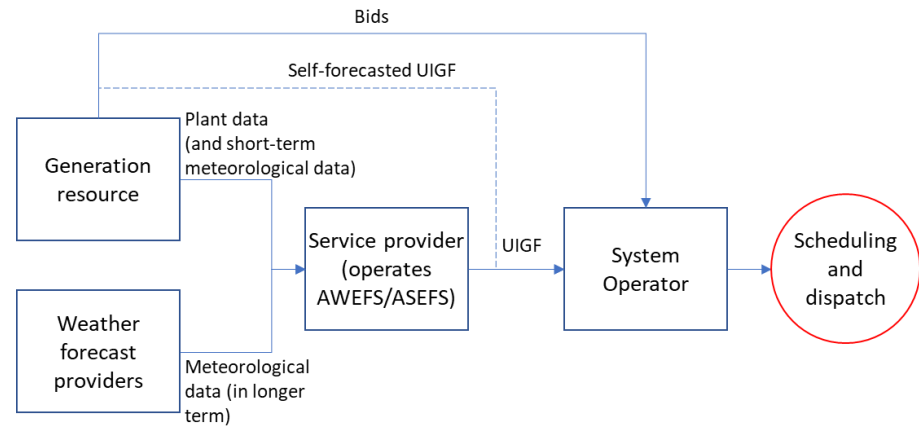 Bids
Self-forecasted UIGF
Generation
resource
Plant data
(and short-term
meteorological data)
Service provider
(operates
AWEFS/ASEFS)
UIGF
System
Operator
Scheduling
and
dispatch
Weather
forecast
providers
Meteorological
data (in longer
term)